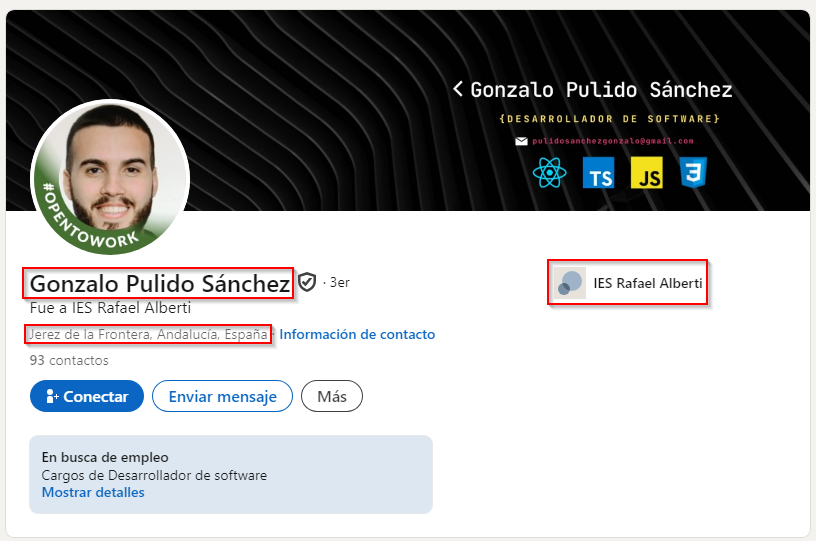 Gonzalo Pulido Sánchez
{DESARROLLADOR DE SOFTWARE}
pulidosanchezgonzalo@gmail.com
TS
JS
3
#OPENTOWORK
Gonzalo Pulido Sánchez · 3er
Fue a IES Rafael Alberti
Jerez de la Frontera, Andalucía, España · Información de contacto
93 contactos
Conectar
Enviar mensaje
Más
IES Rafael Alberti
En busca de empleo
Cargos de Desarrollador de software
Mostrar detalles